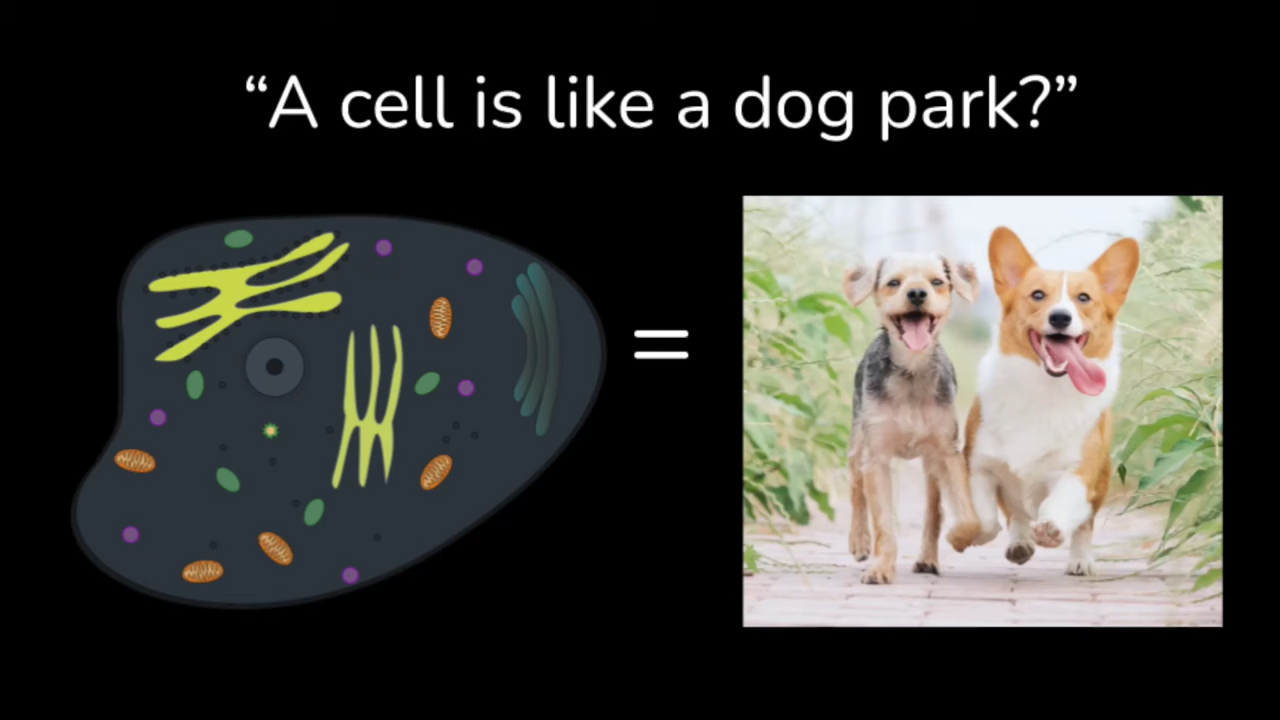 “A cell is like a dog park?”
=